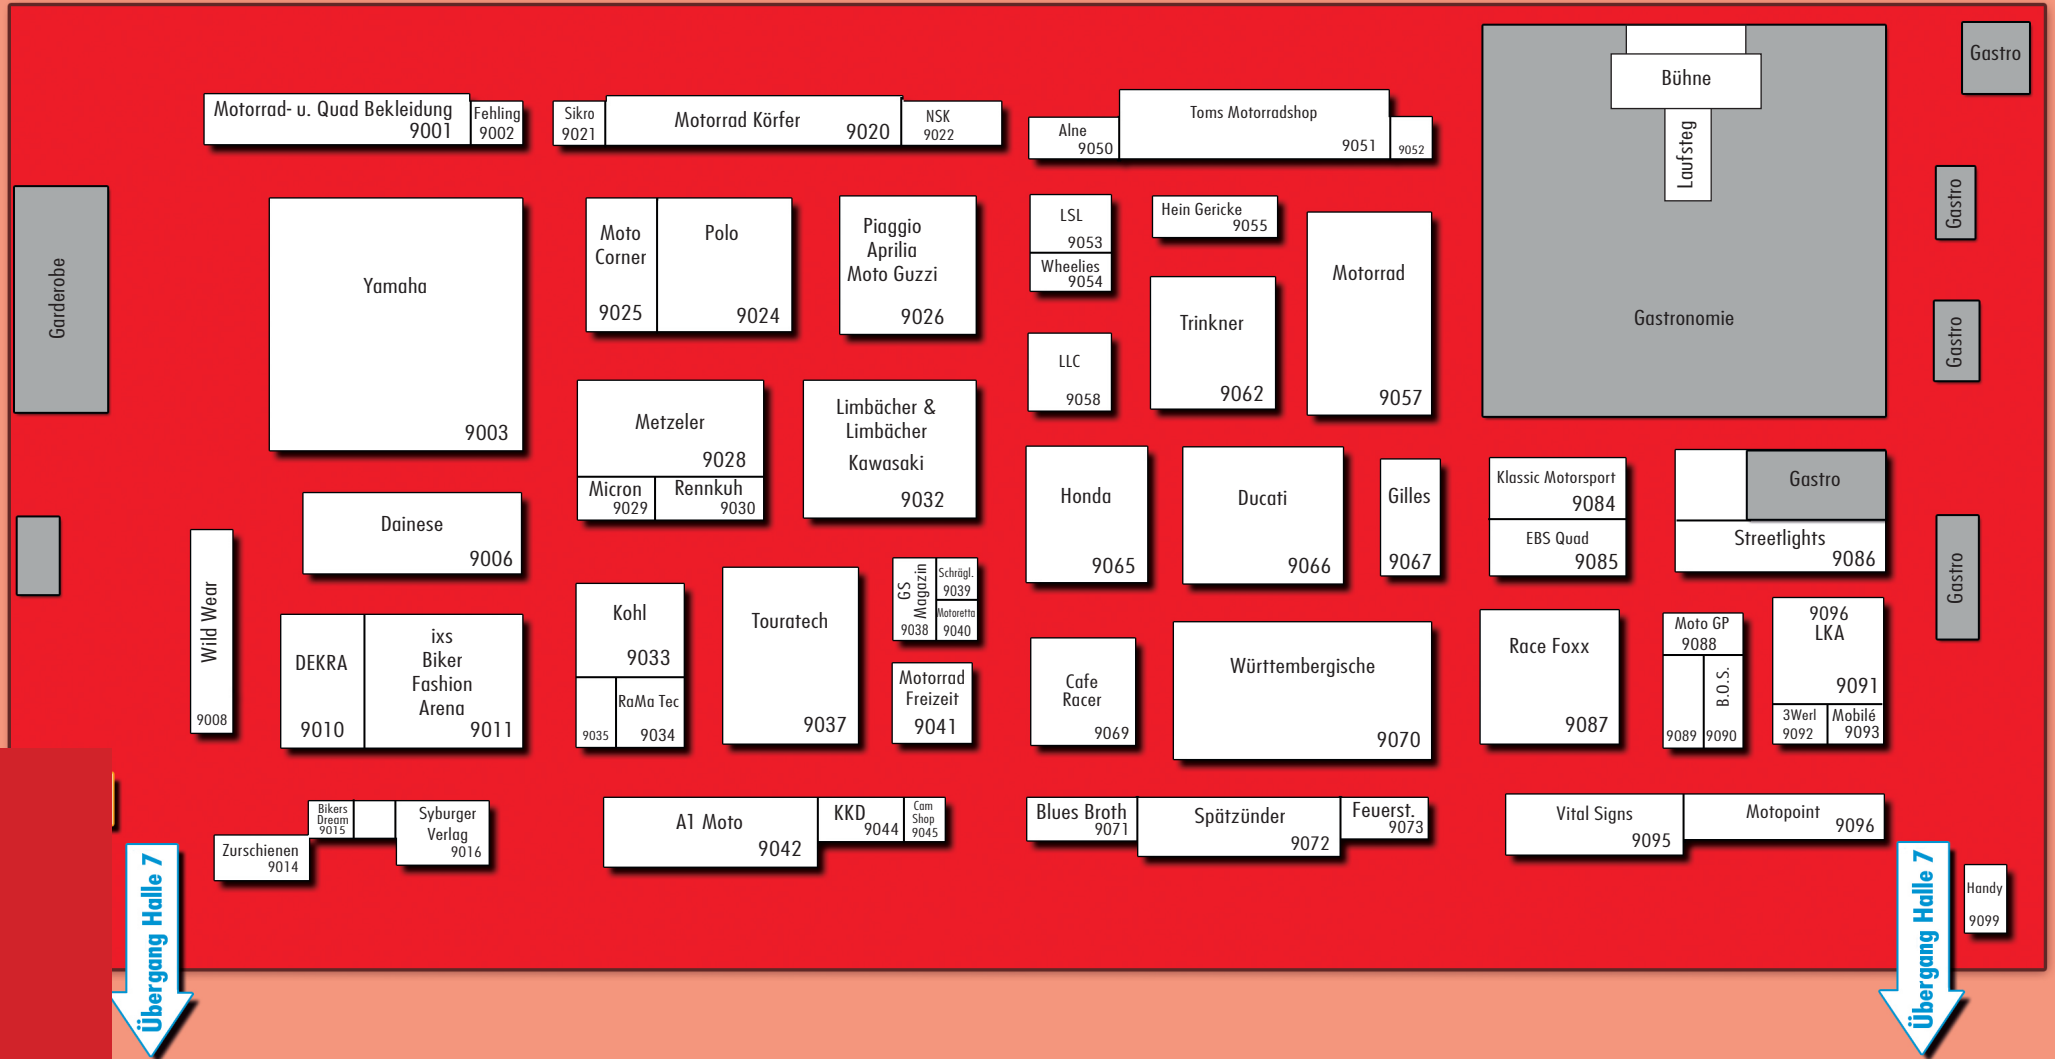 Bühne
Gastro
Laufsteg
Motorrad- u. Quad Bekleidung
9001
Fehling
9002
Sikro
9021
Motorrad Körfer
9020
NSK
9022
Alne
9050
Toms Motorradshop
9051
9052
Garderobe
Yamaha
9003
Moto
Corner
9025
Polo
9024
Piaggio
Aprilia
Moto Guzzi
9026
LSL
9053
Wheelies
9054
Hein Gericke
9055
Motorrad
9057
Trinkner
9062
LLC
9058
Gastronomie
Gastro
Gastro
Metzeler
9028
Micron
9029
Rennkuh
9030
Limbächer &
Limbächer
Kawasaki
9032
Honda
9065
Ducati
9066
Gilles
9067
Klassic Motorsport
9084
EBS Quad
9085
Gastro
Streetlights
9086
Gastro
Dainese
9006
Wild Wear
9008
DEKRA
9010
ixs
Biker
Fashion
Arena
9011
Kohl
9033
9035
RaMa Tec
9034
Touratech
9037
GS
Magazin
9038
Schrägl.
9039
Motoretta
9040
Motorrad
Freizeit
9041
Cafe
Racer
9069
Württembergische
9070
Race Foxx
9087
Moto GP
9088
9089
B.O.S.
9090
9096
LKA
9091
3Werl
9092
Mobilé
9093
Zurschienen
9014
Bikers
Dream
9015
Syburger
Verlag
9016
A1 Moto
9042
KKD
9044
Cam
Shop
9045
Blues Broth
9071
Spätzünder
9072
Feuerst.
9073
Vital Signs
9095
Motopoint
9096
Handy
9099
Übergang Halle 7
Übergang Halle 7